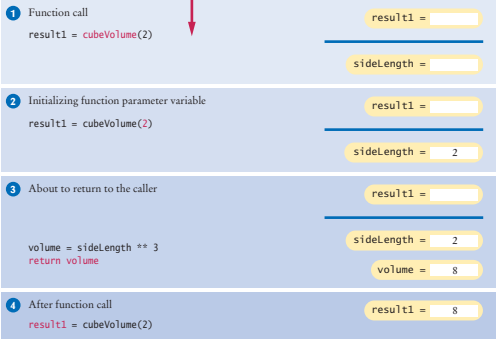 1 Function call
result1 = cubeVolume(2)
result1 =
sideLength =
2 Initializing function parameter variable
result1 = cubeVolume(2)
result1 =
sideLength = 2
3 About to return to the caller
volume = sideLength ** 3
return volume
result1 =
sideLength = 2
volume = 8
4 After function call
result1 = cubeVolume(2)
result1 = 8